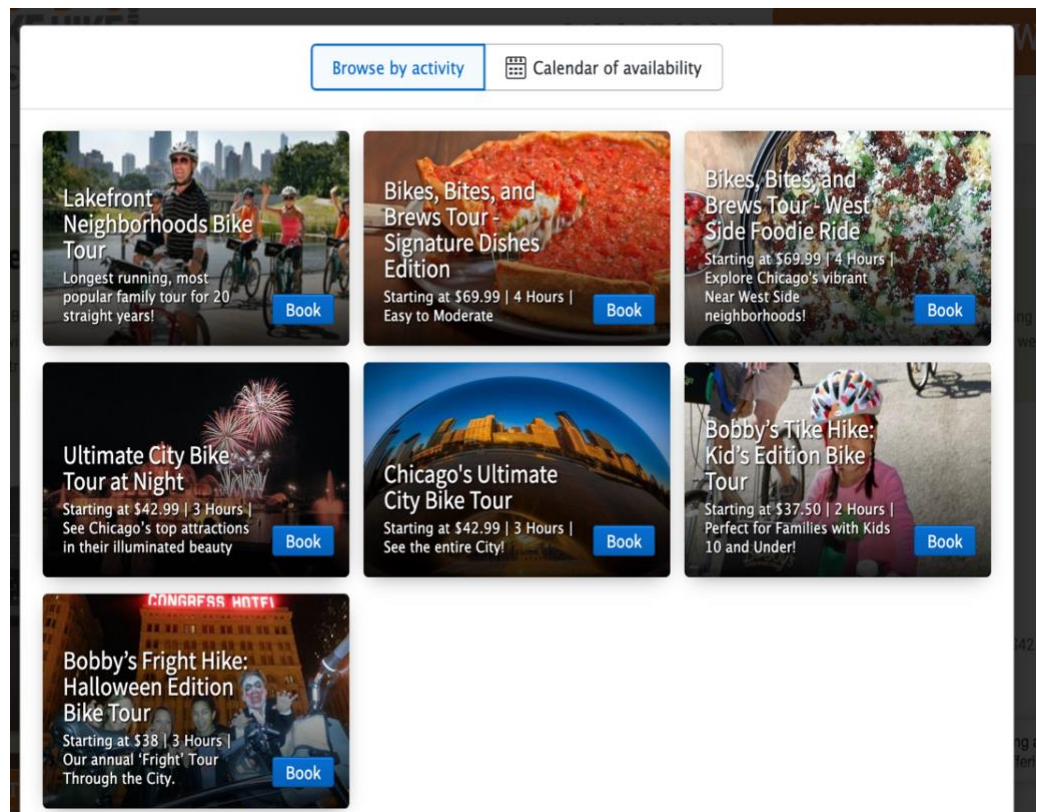 Browse by activity
Calendar of availability
Lakefront
Neighborhoods Bike
Tour
Longest running, most
popular family tour for 20
straight years!
Book
Bikes, Bites, and
Brews Tour -
Signature Dishes
Edition
Starting at $69.99 | 4 Hours |
Easy to Moderate
Book
Bikes, Bites, and
Brews Tour - West
Side Foodie Ride
Starting at $69.99 | 4 Hours |
Explore Chicago's vibrant
Near West Side
neighborhoods!
Book
Ultimate City Bike
Tour at Night
Starting at $42.99 | 3 Hours |
See Chicago's top attractions
in their illuminated beauty
Book
Chicago's Ultimate
City Bike Tour
Starting at $42.99 | 3 Hours |
See the entire City!
Book
Bobby’s Tike Hike:
Kid’s Edition Bike
Tour
Starting at $37.50 | 2 Hours |
Perfect for Families with Kids
10 and Under!
Book
CONGRESS HOTEL
Bobby’s Fright Hike:
Halloween Edition
Bike Tour
Starting at $38 | 3 Hours |
Our annual ‘Fright’ Tour
Through the City.
Book